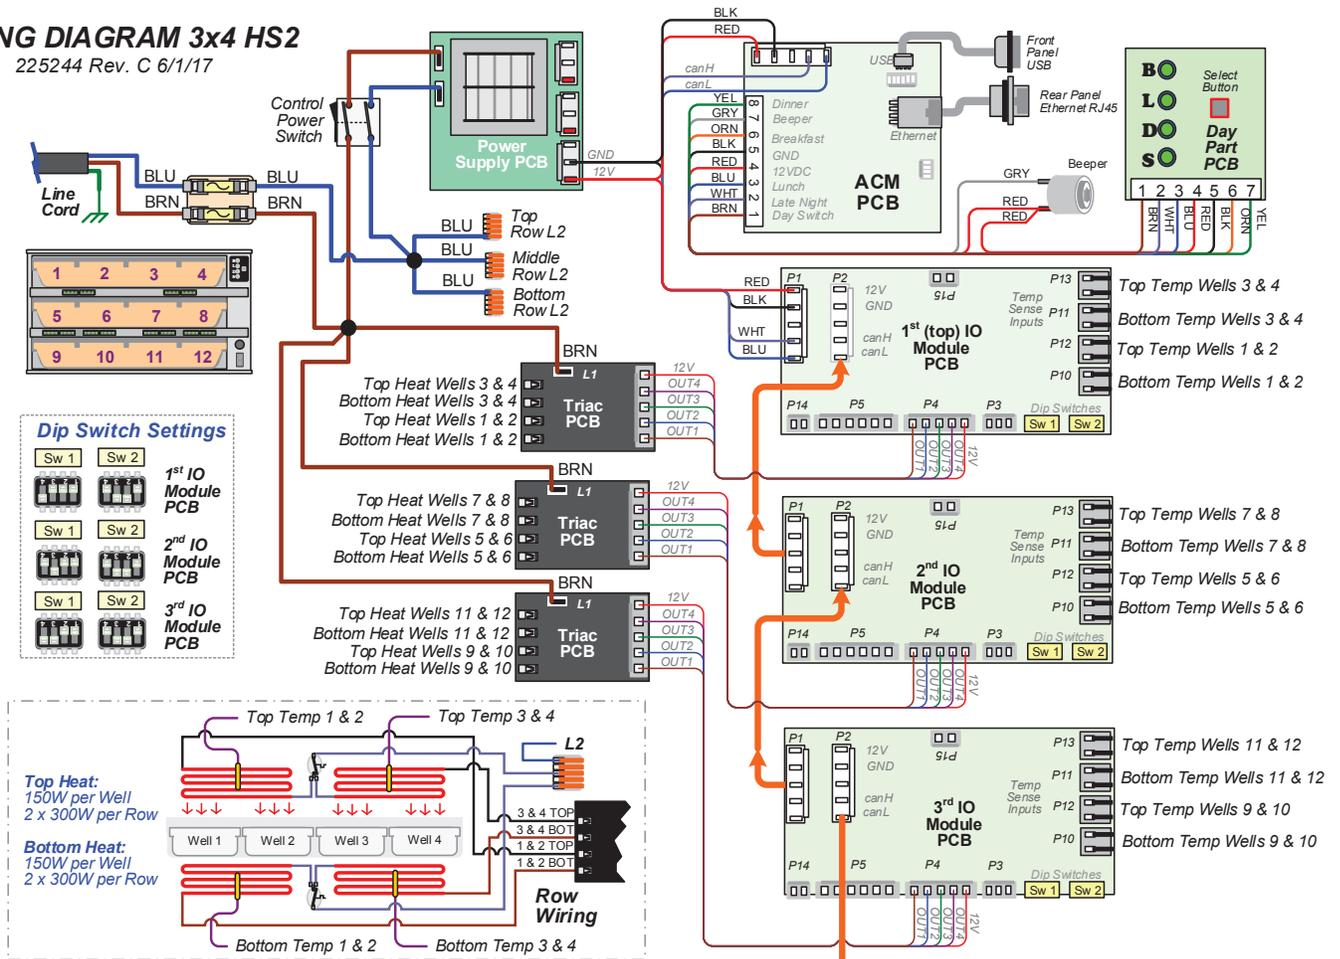 NG DIAGRAM 3x4 HS2
225244 Rev. C 6/1/17
Control
Power
Switch
Power
Supply PCB
GND
12V
BLK
RED
canH
canL
YEL
GRY
ORN
BLK
RED
BLU
WHT
BRN
8
7
6
5
4
3
2
1
Dinner
Beeper
Breakfast
GND
12VDC
Lunch
Late Night
Day Switch
USB
Ethernet
ACM
PCB
Front
Panel
USB
Rear Panel
Ethernet RJ45
B
L
D
S
Select
Button
Day
Part
PCB
1 2 3 4 5 6 7
BRN
WHT
BLU
RED
BLK
ORN
YEL
Beeper
GRY
RED
RED
Line
Cord
BLU
BRN
BLU
BRN
BLU
Top
Row L2
BLU
Middle
Row L2
BLU
Bottom
Row L2
1 2 3 4
5 6 7 8
9 10 11 12
Dip Switch Settings
Sw 1
Sw 2
1st IO
Module
PCB
Sw 1
Sw 2
2nd IO
Module
PCB
Sw 1
Sw 2
3rd IO
Module
PCB
BRN
L1
Triac
PCB
Top Heat Wells 3 & 4
Bottom Heat Wells 3 & 4
Top Heat Wells 1 & 2
Bottom Heat Wells 1 & 2
12V
OUT4
OUT3
OUT2
OUT1
BRN
L1
Triac
PCB
Top Heat Wells 7 & 8
Bottom Heat Wells 7 & 8
Top Heat Wells 5 & 6
Bottom Heat Wells 5 & 6
12V
OUT4
OUT3
OUT2
OUT1
BRN
L1
Triac
PCB
Top Heat Wells 11 & 12
Bottom Heat Wells 11 & 12
Top Heat Wells 9 & 10
Bottom Heat Wells 9 & 10
12V
OUT4
OUT3
OUT2
OUT1
RED
BLK
WHT
BLU
P1
P2
12V
GND
canH
canL
P15
1st (top) IO
Module
PCB
Temp
Sense
Inputs
P13
P11
P12
P10
Top Temp Wells 3 & 4
Bottom Temp Wells 3 & 4
Top Temp Wells 1 & 2
Bottom Temp Wells 1 & 2
P14
P5
P4
P3
Dip Switches
Sw 1
Sw 2
OUT1
OUT2
OUT3
OUT4
12V
P1
P2
12V
GND
canH
canL
P15
2nd IO
Module
PCB
Temp
Sense
Inputs
P13
P11
P12
P10
Top Temp Wells 7 & 8
Bottom Temp Wells 7 & 8
Top Temp Wells 5 & 6
Bottom Temp Wells 5 & 6
P14
P5
P4
P3
Dip Switches
Sw 1
Sw 2
OUT1
OUT2
OUT3
OUT4
12V
P1
P2
12V
GND
canH
canL
P15
3rd IO
Module
PCB
Temp
Sense
Inputs
P13
P11
P12
P10
Top Temp Wells 11 & 12
Bottom Temp Wells 11 & 12
Top Temp Wells 9 & 10
Bottom Temp Wells 9 & 10
P14
P5
P4
P3
Dip Switches
Sw 1
Sw 2
OUT1
OUT2
OUT3
OUT4
12V
Top Temp 1 & 2
Top Temp 3 & 4
L2
Top Heat:
150W per Well
2 x 300W per Row
Bottom Heat:
150W per Well
2 x 300W per Row
Well 1
Well 2
Well 3
Well 4
3 & 4 TOP
3 & 4 BOT
1 & 2 TOP
1 & 2 BOT
Row
Wiring
Bottom Temp 1 & 2
Bottom Temp 3 & 4